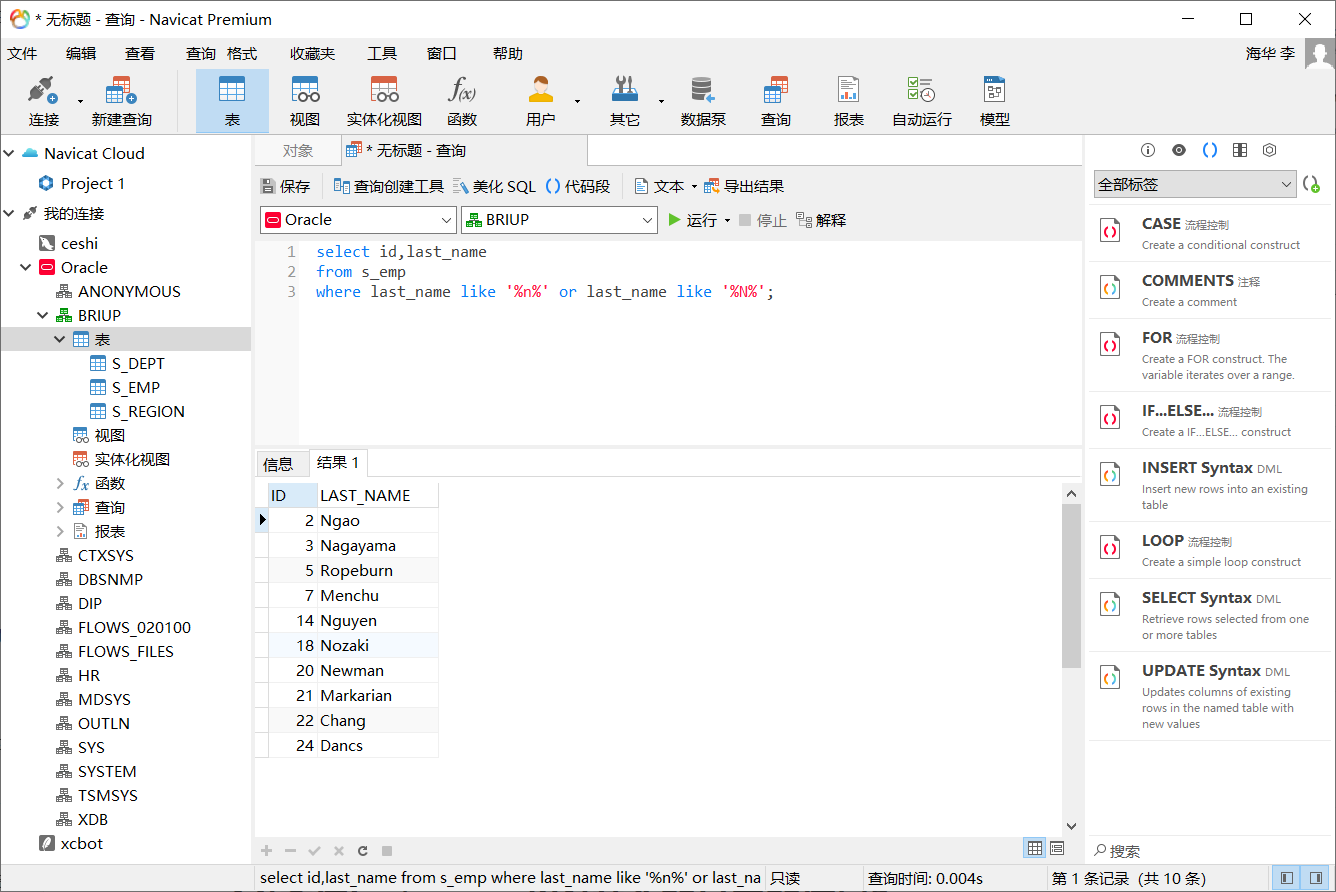 * 无标题 - 查询 - Navicat Premium
文件 编辑 查看 查询 格式 收藏夹 工具 窗口 帮助 海华 李
连接 新建查询 表 视图 实体化视图 函数 用户 其它 数据泵 查询 报表 自动运行 模型
Navicat Cloud
Project 1
我的连接
ceshi
Oracle
ANONYMOUS
BRIUP
表
S_DEPT
S_EMP
S_REGION
视图
实体化视图
函数
查询
报表
CTXSYS
DBSNMP
DIP
FLOWS_020100
FLOWS_FILES
HR
MDSYS
OUTLN
SYS
SYSTEM
TSMSYS
XDB
xcbot
对象 * 无标题 - 查询
保存 查询创建工具 美化 SQL () 代码段 文本 导出结果
Oracle BRIUP 运行 停止 解释
1 select id,last_name
2 from s_emp
3 where last_name like '%n%' or last_name like '%N%';
信息 结果 1
ID LAST_NAME
2 Ngao
3 Nagayama
5 Ropeburn
7 Menchu
14 Nguyen
18 Nozaki
20 Newman
21 Markarian
22 Chang
24 Dancs
全部标签
CASE 流程控制
Create a conditional construct
COMMENTS 注释
Create a comment
FOR 流程控制
Create a FOR construct. The
variable iterates over a range.
IF...ELSE... 流程控制
Create a IF...ELSE... construct
INSERT Syntax DML
Insert new rows into an existing
table
LOOP 流程控制
Create a simple loop construct
SELECT Syntax DML
Retrieve rows selected from one
or more tables
UPDATE Syntax DML
Updates columns of existing
rows in the named table with
new values
搜索
select id,last_name from s_emp where last_name like '%n%' or last_na 只读 查询时间: 0.004s 第 1 条记录 (共 10 条)